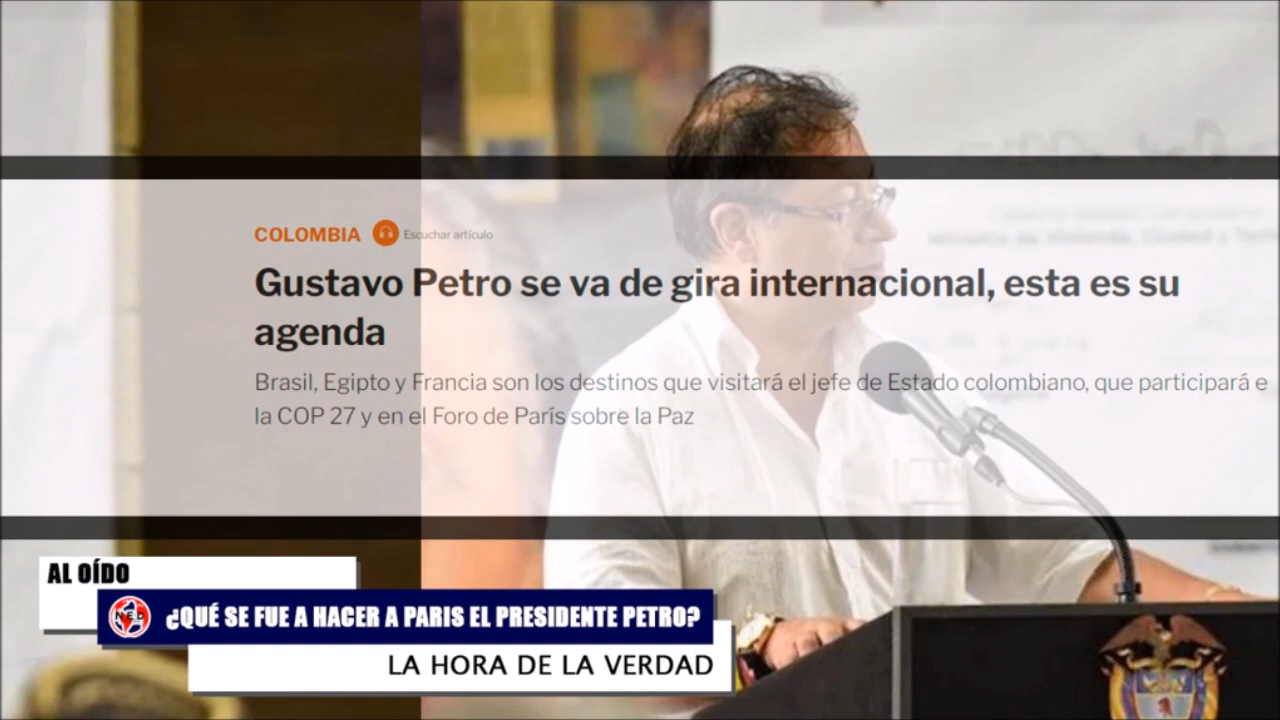 COLOMBIA Escuchar artículo
Gustavo Petro se va de gira internacional, esta es su
agenda
Brasil, Egipto y Francia son los destinos que visitará el jefe de Estado colombiano, que participará e
la COP 27 y en el Foro de París sobre la Paz
AL OÍDO
¿QUÉ SE FUE A HACER A PARIS EL PRESIDENTE PETRO?
LA HORA DE LA VERDAD